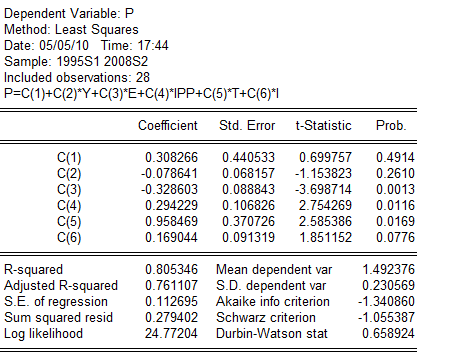 Dependent Variable: P
Method: Least Squares
Date: 05/05/10 Time: 17:44
Sample: 1995S1 2008S2
Included observations: 28
P=C(1)+C(2)*Y+C(3)*E+C(4)*IPP+C(5)*T+C(6)*I
Coefficient Std. Error t-Statistic Prob.
C(1) 0.308266 0.440533 0.699757 0.4914
C(2) -0.078641 0.068157 -1.153823 0.2610
C(3) -0.328603 0.088843 -3.698714 0.0013
C(4) 0.294229 0.106826 2.754269 0.0116
C(5) 0.958469 0.370726 2.585386 0.0169
C(6) 0.169044 0.091319 1.851152 0.0776
R-squared 0.805346 Mean dependent var 1.492376
Adjusted R-squared 0.761107 S.D. dependent var 0.230569
S.E. of regression 0.112695 Akaike info criterion -1.340860
Sum squared resid 0.279402 Schwarz criterion -1.055387
Log likelihood 24.77204 Durbin-Watson stat 0.658924